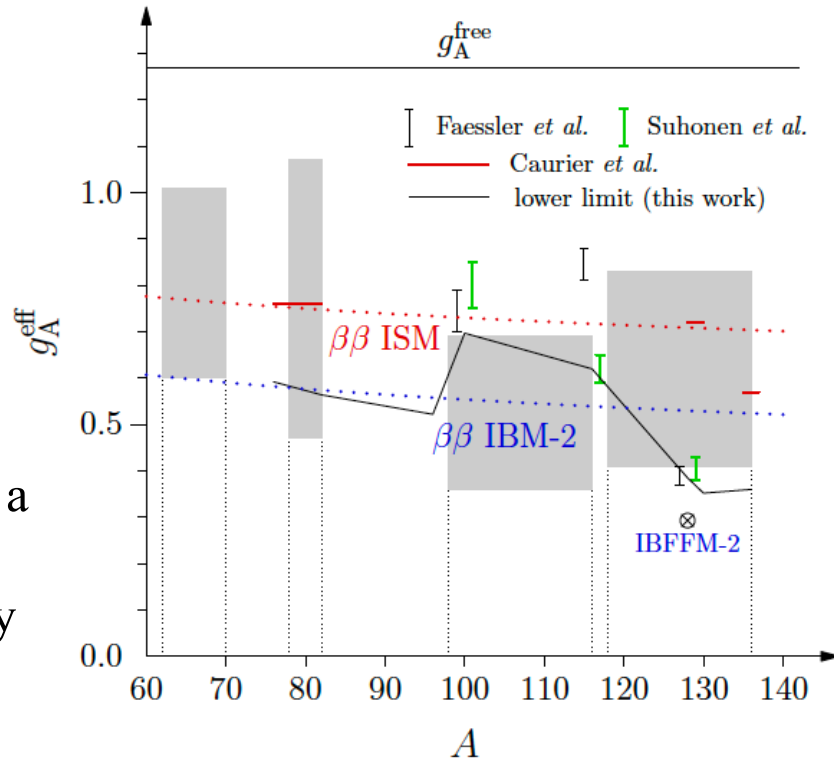 g_A^free
Faessler et al.
Suhonen et al.
Caurier et al.
lower limit (this work)
1.0
g_A^eff
ββ ISM
0.5
ββ IBM-2
a
IBFFM-2
y
0.0
60 70 80 90 100 110 120 130 140
A